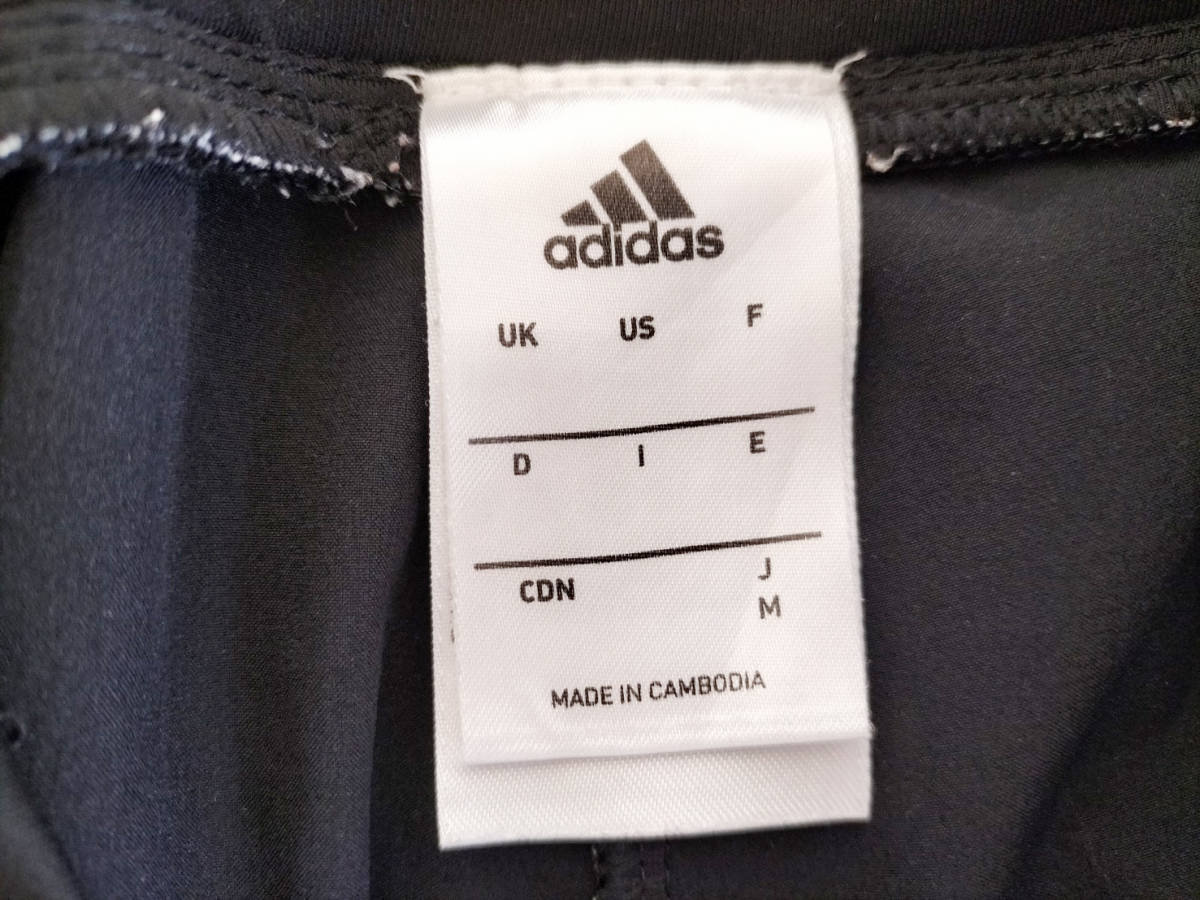 adidas
UK US F
D I E
CDN J
M
MADE IN CAMBODIA